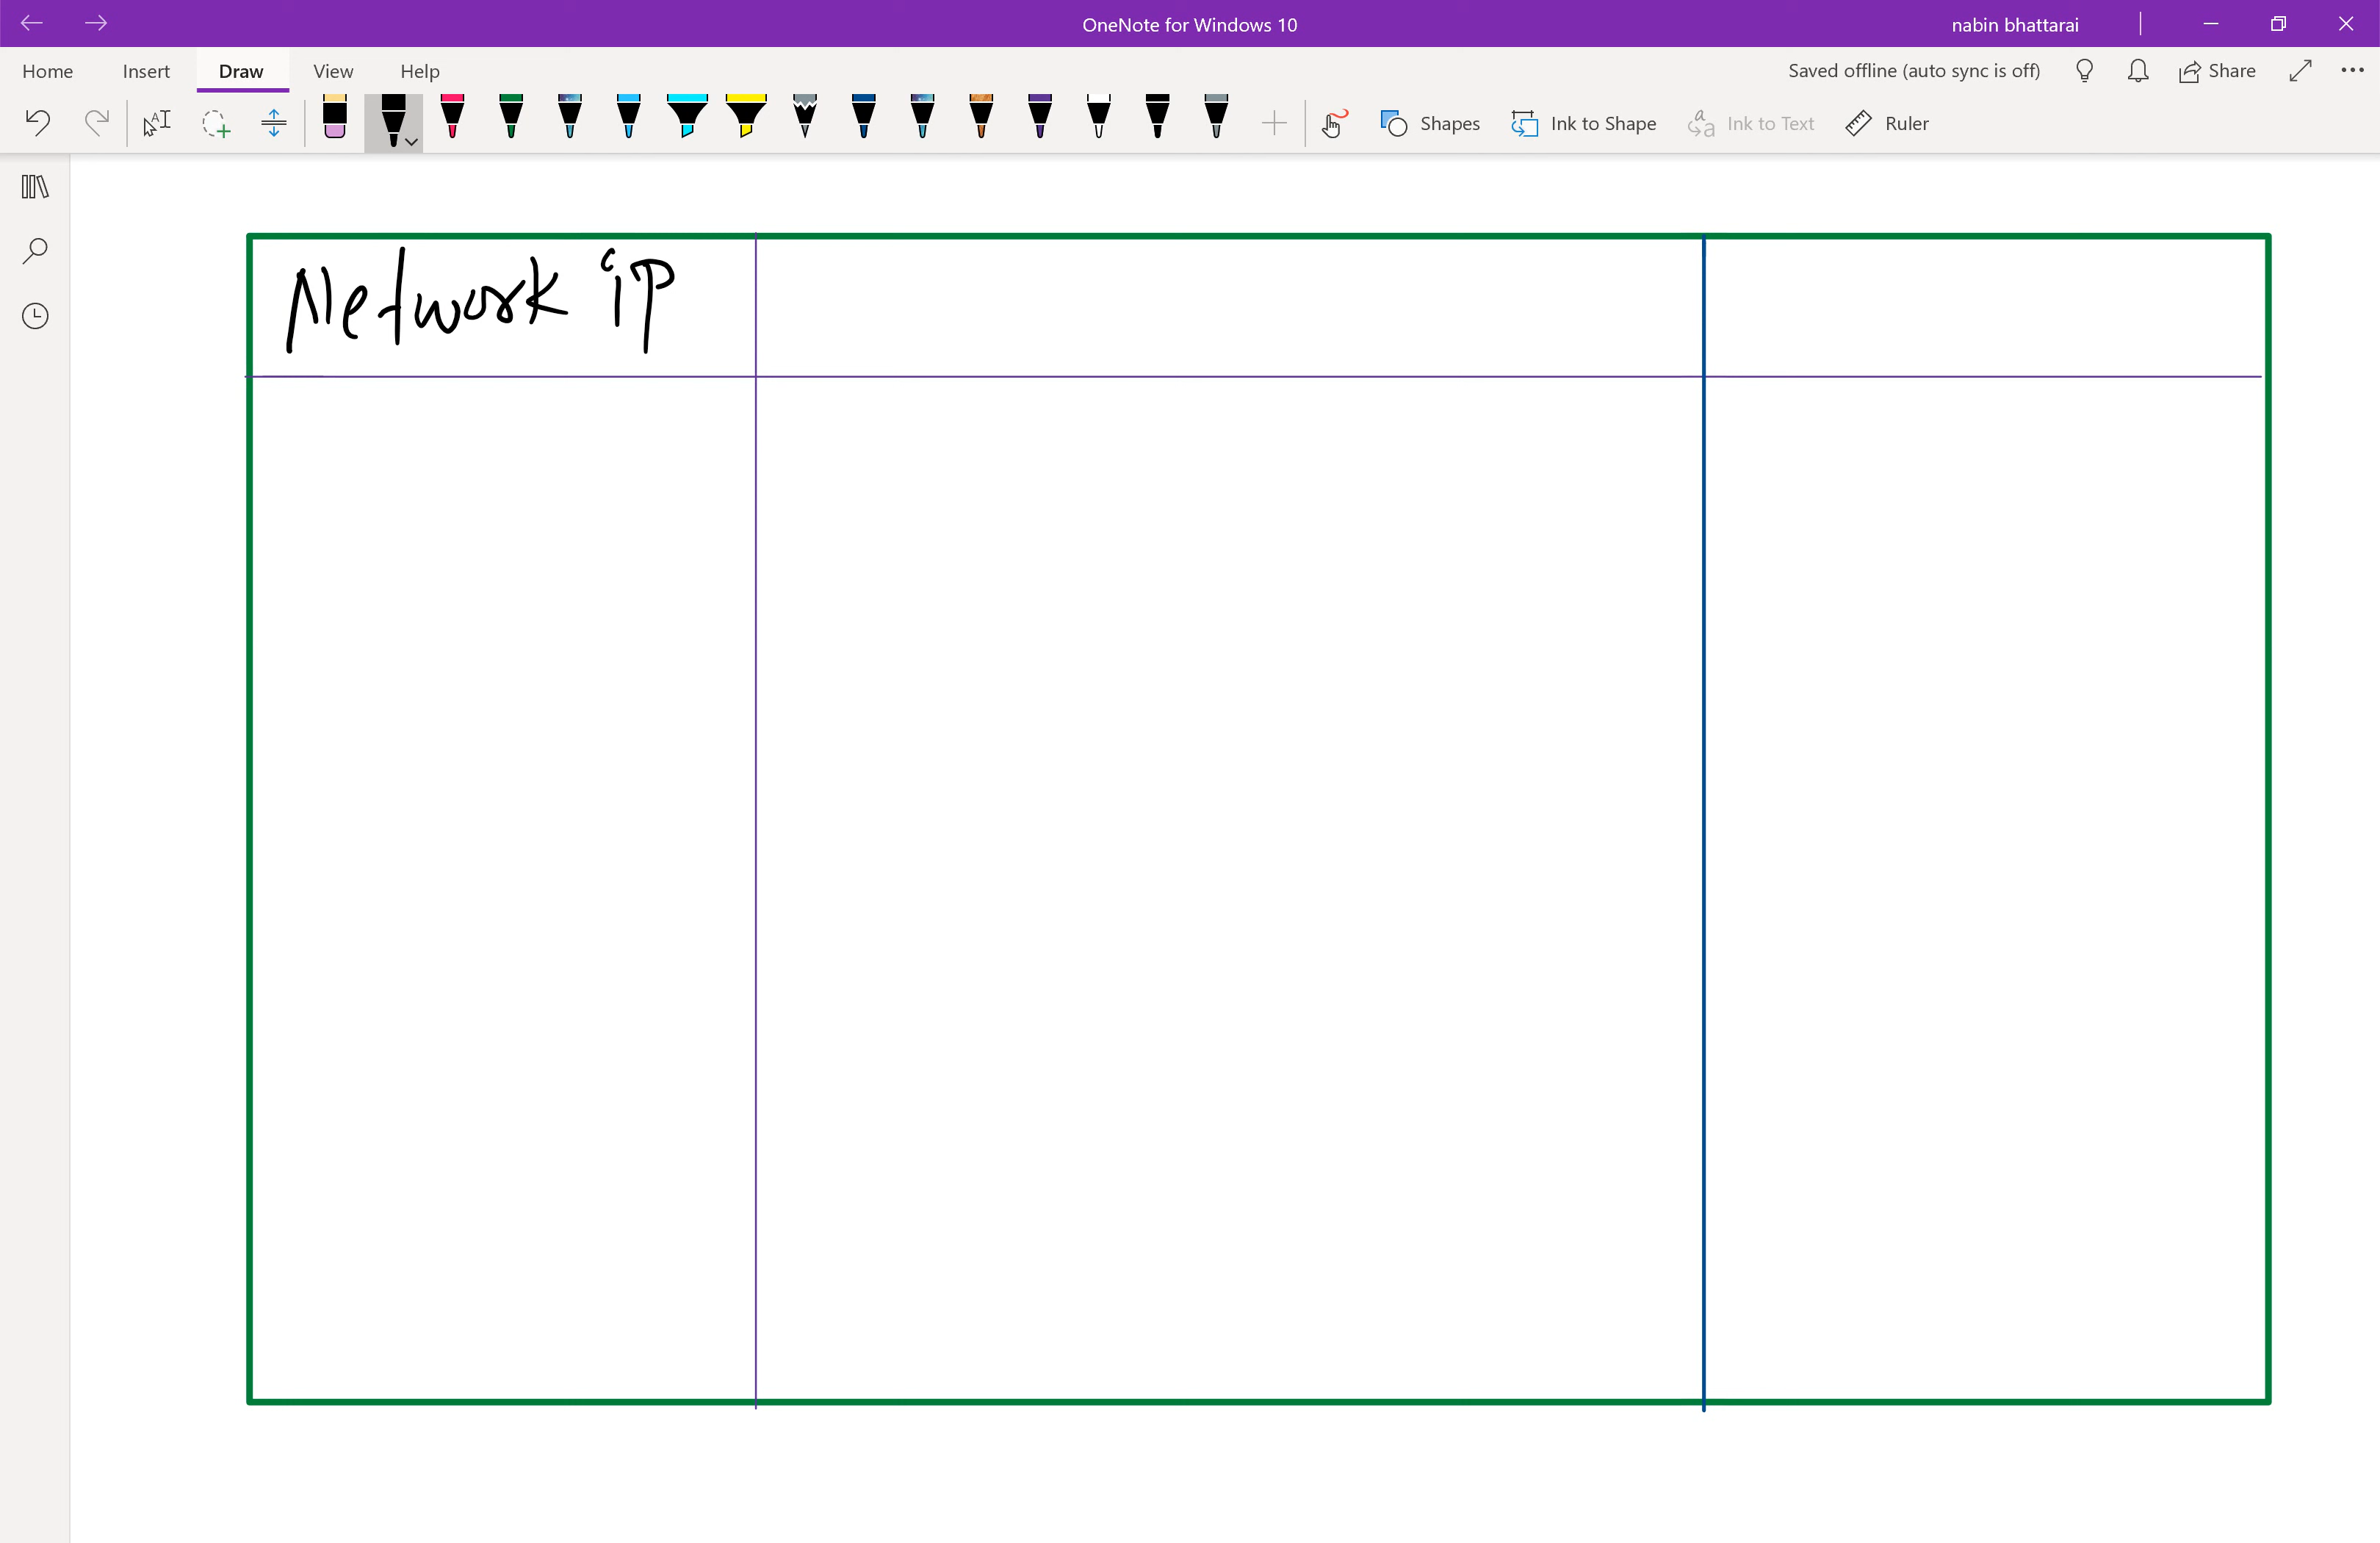 OneNote for Windows 10
nabin bhattarai
Home Insert Draw View Help
Saved offline (auto sync is off) Share
Shapes Ink to Shape Ink to Text Ruler
Network iP